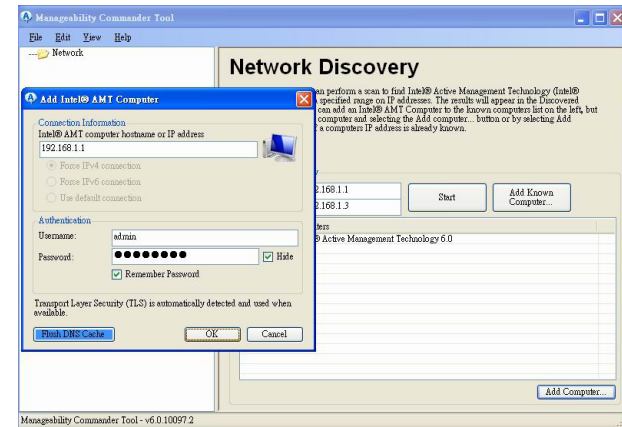 Manageability Commander Tool
File Edit View Help
Network
Network Discovery
an perform a scan to find Intel® Active Management Technology (Intel®
specified range on IP addresses. The results will appear in the Discovered
can add an Intel® AMT Computer to the known computers list on the left, but
computer and selecting the Add computer... button or by selecting Add
a computers IP address is already known.
Add Intel® AMT Computer
Connection Information
Intel® AMT computer hostname or IP address
192.168.1.1
Force IPv4 connection
Force IPv6 connection
Use default connection
Authentication
Username: admin
Password: ●●●●●●●● Hide
Remember Password
Transport Layer Security (TLS) is automatically detected and used when
available.
Flush DNS Cache OK Cancel
2.168.1.1
2.168.1.3
Start
Add Known
Computer...
ters
® Active Management Technology 6.0
Add Computer...
Manageability Commander Tool - v6.0.10097.2